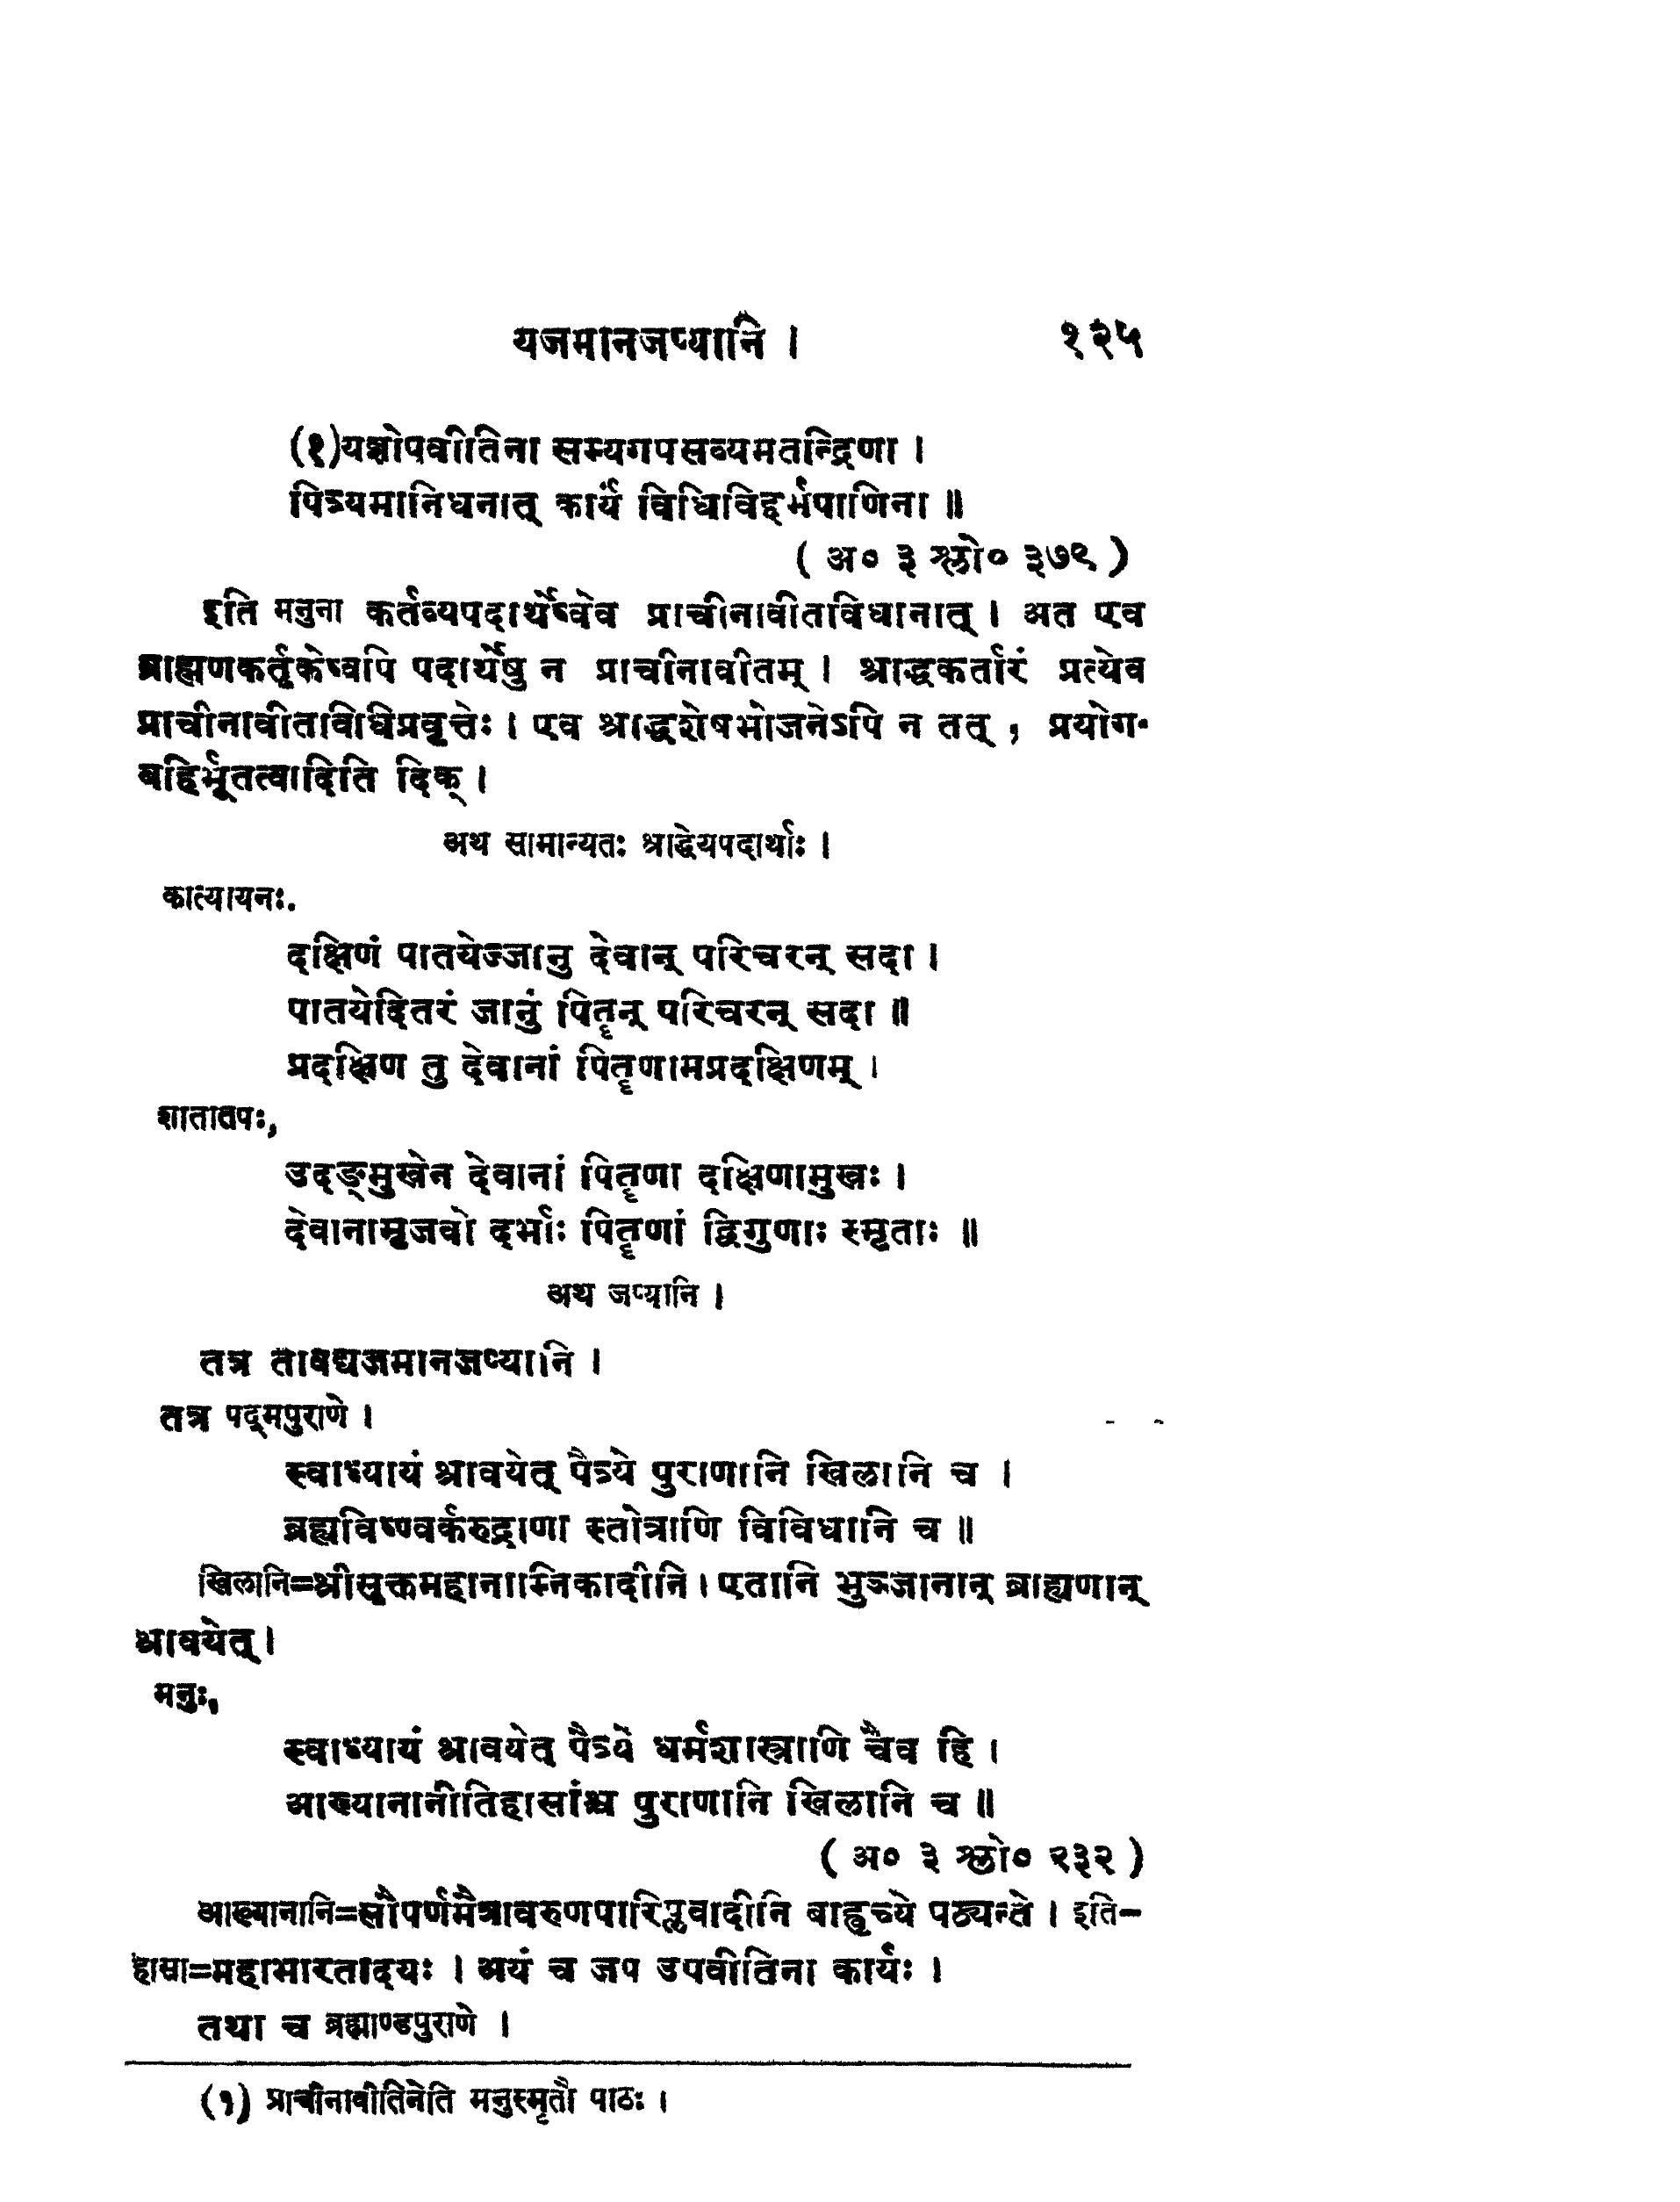 यजमानजप्यानि । १२५
(१)यज्ञोपवीतिना सम्यगपसव्यमतन्द्रिणा ।
पित्र्यमानिधनात् कार्यं विधिविद्दर्भपाणिना ॥
( अ० ३ श्लो० ३७९ )
इति मनुना कर्तव्यपदार्थेष्वेव प्राचीनावीतविधानात् । अत एव
ब्राह्मणकर्तृकेष्वपि पदार्थेषु न प्राचीनावीतम् । श्राद्धकर्तारं प्रत्येव
प्राचीनावीतविधिप्रवृत्तेः । एव श्राद्धशेषभोजनेऽपि न तत् , प्रयोग-
बहिर्भूतत्वादिति दिक् ।
अथ सामान्यतः श्राद्धेयपदार्थाः ।
कात्यायनः.
दक्षिणं पातयेज्जानु देवान् परिचरन् सदा ।
पातयेदितरं जानुं पितॄन् परिचरन् सदा ॥
प्रदक्षिण तु देवानां पितॄणामप्रदक्षिणम् ।
शातातपः,
उदङ्मुखेन देवानां पितॄणा दक्षिणामुखः ।
देवानामृजवो दर्भाः पितॄणां द्विगुणाः स्मृताः ॥
अथ जप्यानि ।
तत्र तावद्यजमानजप्यानि ।
तत्र पद्मपुराणे ।
स्वाध्यायं श्रावयेत् पैत्र्ये पुराणानि खिलानि च ।
ब्रह्मविष्ण्वर्करुद्राणा स्तोत्राणि विविधानि च ॥
खिलानि=श्रीसूक्तमहानाम्निकादीनि । एतानि भुञ्जानान् ब्राह्मणान्
श्रावयेत् ।
मनुः,
स्वाध्यायं श्रावयेत् पैत्र्ये धर्मशास्त्राणि चैव हि ।
आख्यानानीतिहासांश्च पुराणानि खिलानि च ॥
( अ० ३ श्लो० २३२ )
आख्यानानि=सौपर्णमैत्रावरुणपारिप्लवादीनि बाह्वृच्ये पठ्यन्ते । इति-
हासा=महाभारतादयः । अयं च जप उपवीतिना कार्यः ।
तथा च ब्रह्माण्डपुराणे ।
(१) प्राचीनावीतिनेति मनुस्मृतौ पाठः ।